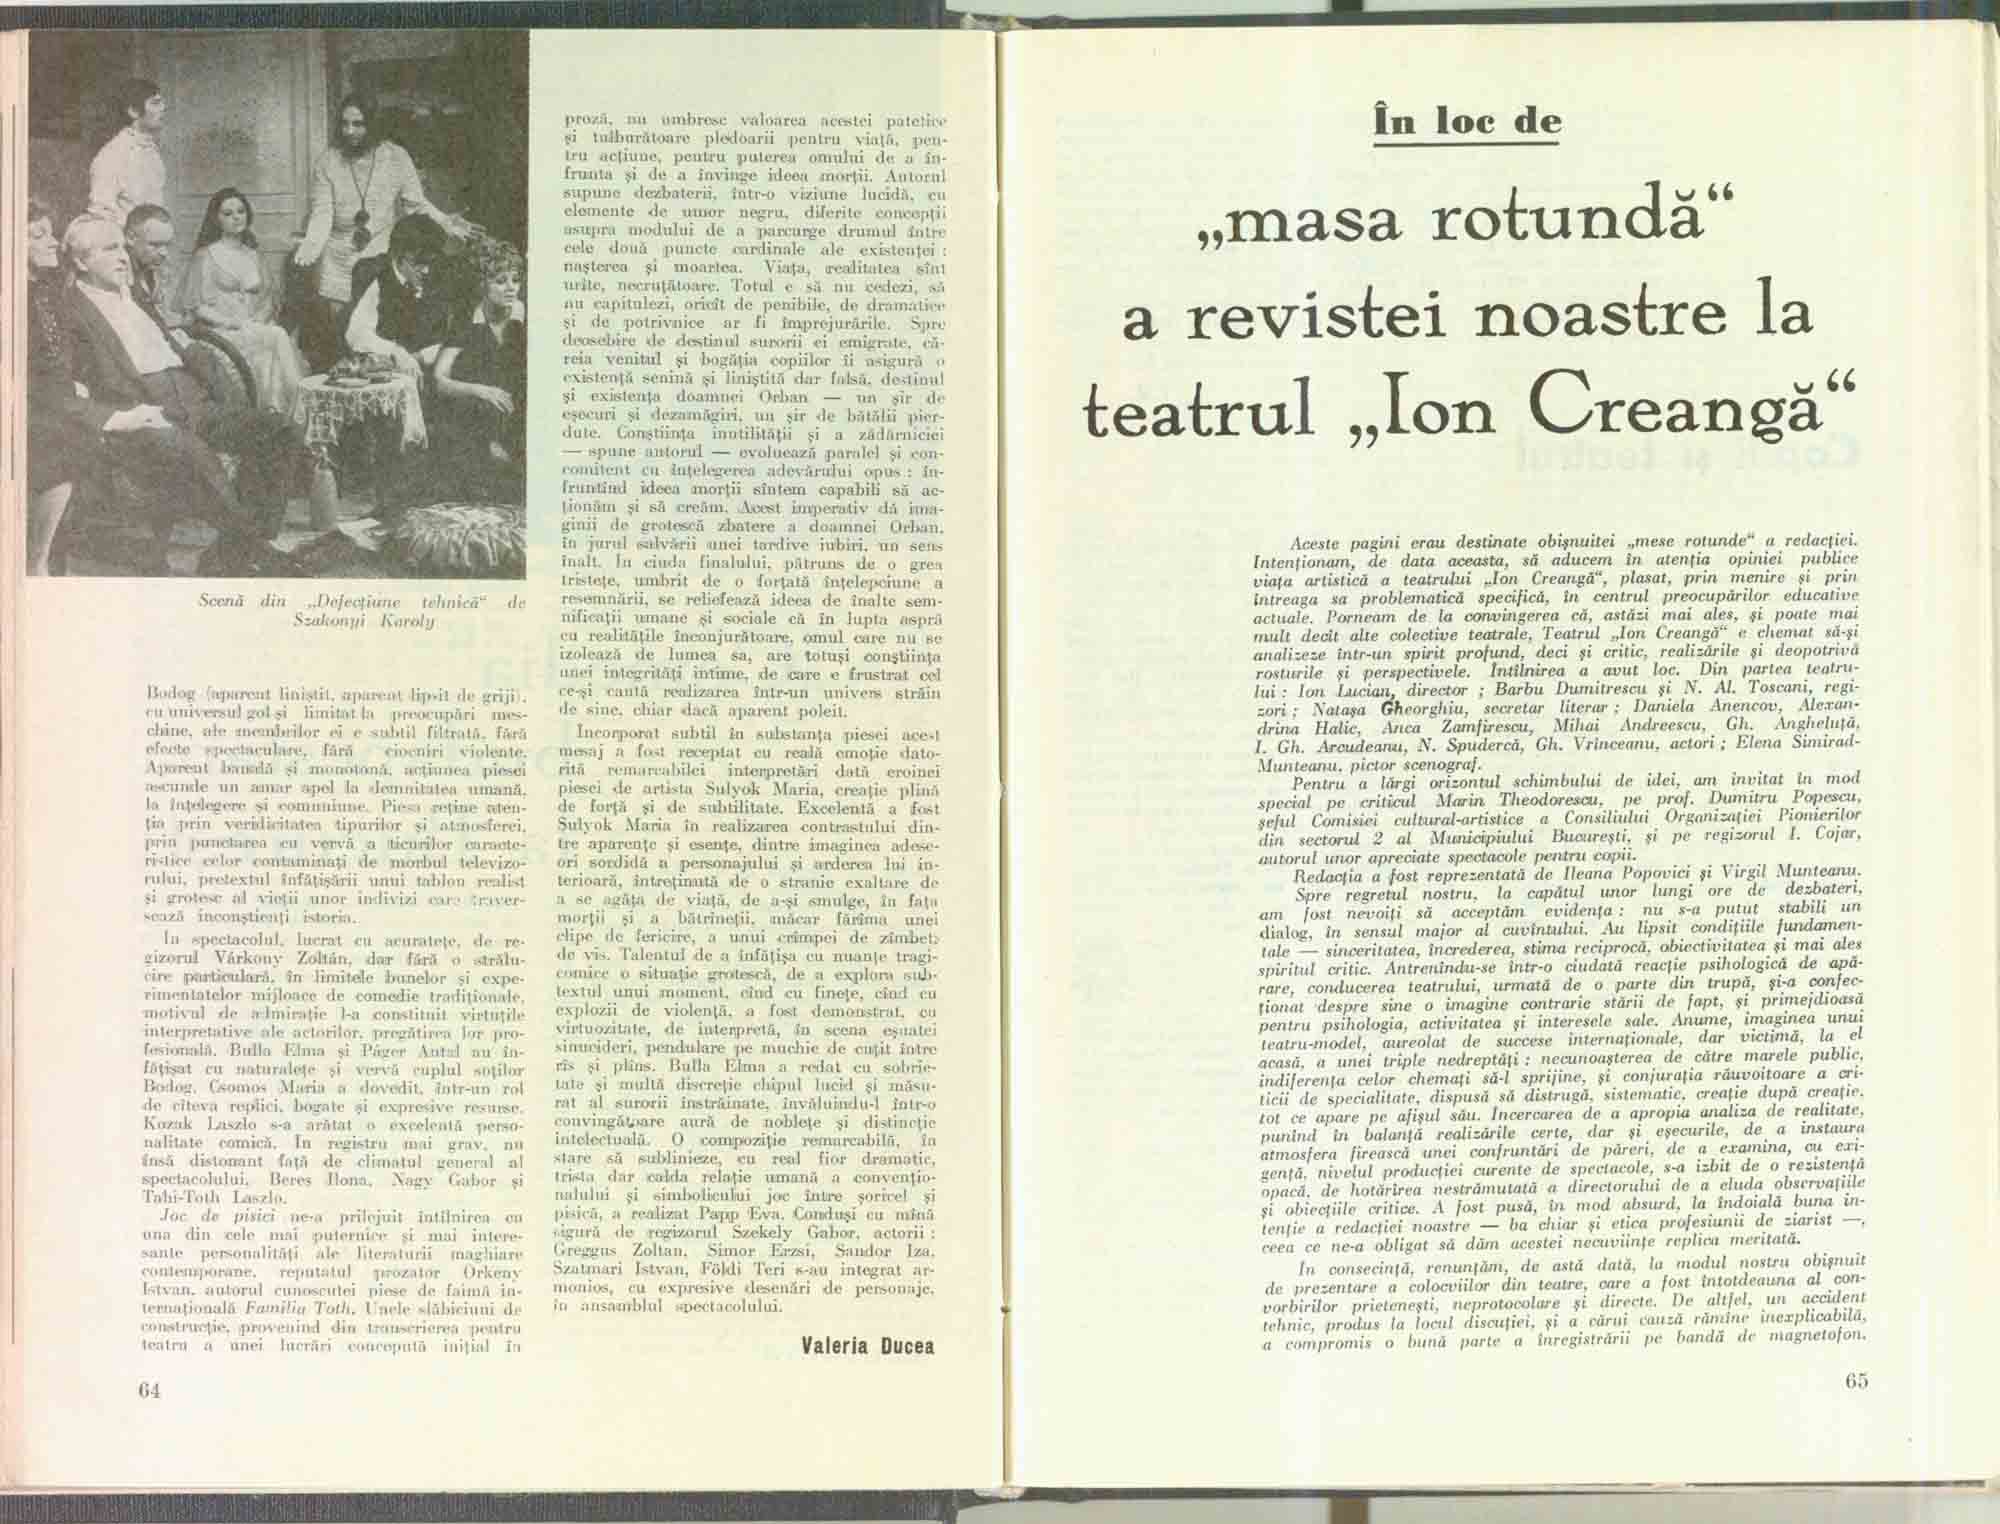 Scenă din „Defecțiune tehnică“ de
Szakonyi Karoly
Bodog (aparent liniștit, aparent lipsit de griji),
cu universul gol și limitat la preocupări mes-
chine, ale membrilor ei e subtil filtrată, fără
efecte spectaculare, fără ciocniri violente.
Aparent banală și monotonă, acțiunea piesei
ascunde un amar apel la demnitatea umană,
la înțelegere și comuniune. Piesa reține aten-
ția prin veridicitatea tipurilor și atmosferei,
prin punctarea cu vervă a ticurilor caracte-
ristice celor contaminați de morbul televizo-
rului, pretextul înfățișării unui tablou realist
și grotesc al vieții unor indivizi care traver-
sează inconștienți istoria.
In spectacolul, lucrat cu acuratețe, de re-
gizorul Várkony Zoltán, dar fără o strălu-
cire particulară, în limitele bunelor și expe-
rimentatelor mijloace de comedie tradiționale,
motivul de admirație l-a constituit virtuțile
interpretative ale actorilor, pregătirea lor pro-
fesională. Bulla Elma și Páger Antal au în-
fățișat cu naturalețe și vervă cuplul soților
Bodog. Csomos Maria a dovedit, într-un rol
de cîteva replici, bogate și expresive resurse.
Kozak Laszlo s-a arătat o excelentă perso-
nalitate comică. In registru mai grav, nu
însă distonant față de climatul general al
spectacolului, Beres Ilona, Nagy Gabor și
Tahi-Toth Laszlo.
Joc de pisici ne-a prilejuit întîlnirea cu
una din cele mai puternice și mai intere-
sante personalități ale literaturii maghiare
contemporane, reputatul prozator Orkeny
Istvan, autorul cunoscutei piese de faimă in-
ternațională Familia Toth. Unele slăbiciuni de
construcție, provenind din transcrierea pentru
teatru a unei lucrări concepută inițial în
64
proză, nu umbresc valoarea acestei patetice
și tulburătoare pledoarii pentru viață, pen-
tru acțiune, pentru puterea omului de a în-
frunta și de a învinge ideea morții. Autorul
supune dezbaterii, într-o viziune lucidă, cu
elemente de umor negru, diferite concepții
asupra modului de a parcurge drumul între
cele două puncte cardinale ale existenței :
nașterea și moartea. Viața, realitatea sînt
urîte, necruțătoare. Totul e să nu cedezi, să
nu capitulezi, oricît de penibile, de dramatice
și de potrivnice ar fi împrejurările. Spre
deosebire de destinul surorii ei emigrate, că-
reia venitul și bogăția copiilor îi asigură o
existență senină și liniștită dar falsă, destinul
și existența doamnei Orban — un șir de
eșecuri și dezamăgiri, un șir de bătălii pier-
dute. Conștiința inutilității și a zădărniciei
— spune autorul — evoluează paralel și con-
comitent cu înțelegerea adevărului opus : în-
fruntînd ideea morții sîntem capabili să ac-
ționăm și să creăm. Acest imperativ dă ima-
ginii de grotescă zbatere a doamnei Orban,
în jurul salvării unei tardive iubiri, un sens
înalt. In ciuda finalului, pătruns de o grea
tristețe, umbrit de o forțată înțelepciune a
resemnării, se reliefează ideea de înalte sem-
nificații umane și sociale că în lupta aspră
cu realitățile înconjurătoare, omul care nu se
izolează de lumea sa, are totuși conștiința
unei integrități intime, de care e frustrat cel
ce-și caută realizarea într-un univers străin
de sine, chiar dacă aparent poleit.
Incorporat subtil în substanța piesei acest
mesaj a fost receptat cu reală emoție dato-
rită remarcabilei interpretări dată eroinei
piesei de artista Sulyok Maria, creație plină
de forță și de subtilitate. Excelentă a fost
Sulyok Maria în realizarea contrastului din-
tre aparențe și esențe, dintre imaginea adese-
ori sordidă a personajului și arderea lui in-
terioară, întreținută de o stranie exaltare de
a se agăța de viață, de a-și smulge, în fața
morții și a bătrîneții, măcar fărîma unei
clipe de fericire, a unui crîmpei de zîmbet,
de vis. Talentul de a înfățișa cu nuanțe tragi-
comice o situație grotescă, de a explora sub-
textul unui moment, cînd cu finețe, cînd cu
explozii de violență, a fost demonstrat, cu
virtuozitate, de interpretă, în scena eșuatei
sinucideri, pendulare pe muchie de cuțit între
rîs și plîns. Bulla Elma a redat cu sobrie-
tate și multă discreție chipul lucid și măsu-
rat al surorii înstrăinate, învăluindu-l într-o
convingătoare aură de noblețe și distincție
intelectuală. O compoziție remarcabilă, în
stare să sublinieze, cu real fior dramatic,
trista dar calda relație umană a convențio-
nalului și simbolicului joc între șoricel și
pisică, a realizat Papp Eva. Conduși cu mînă
sigură de regizorul Szekely Gabor, actorii :
Greggus Zoltan, Simor Erzsi, Sandor Iza,
Szatmari Istvan, Földi Teri s-au integrat ar-
monios, cu expresive desenări de personaje,
în ansamblul spectacolului.
Valeria Ducea
În loc de
„masa rotundă“
a revistei noastre la
teatrul „Ion Creangă“
Aceste pagini erau destinate obișnuitei „mese rotunde“ a redacției.
Intenționam, de data aceasta, să aducem în atenția opiniei publice
viața artistică a teatrului „Ion Creangă“, plasat, prin menire și prin
întreaga sa problematică specifică, în centrul preocupărilor educative
actuale. Porneam de la convingerea că, astăzi mai ales, și poate mai
mult decît alte colective teatrale, Teatrul „Ion Creangă“ e chemat să-și
analizeze într-un spirit profund, deci și critic, realizările și deopotrivă
rosturile și perspectivele. Intîlnirea a avut loc. Din partea teatru-
lui : Ion Lucian, director ; Barbu Dumitrescu și N. Al. Toscani, regi-
zori ; Natașa Gheorghiu, secretar literar ; Daniela Anencov, Alexan-
drina Halic, Anca Zamfirescu, Mihai Andreescu, Gh. Angheluță,
I. Gh. Arcudeanu, N. Spudercă, Gh. Vrînceanu, actori ; Elena Simirad-
Munteanu, pictor scenograf.
Pentru a lărgi orizontul schimbului de idei, am invitat în mod
special pe criticul Marin Theodorescu, pe prof. Dumitru Popescu,
șeful Comisiei cultural-artistice a Consiliului Organizației Pionierilor
din sectorul 2 al Municipiului București, și pe regizorul I. Cojar,
autorul unor apreciate spectacole pentru copii.
Redacția a fost reprezentată de Ileana Popovici și Virgil Munteanu.
Spre regretul nostru, la capătul unor lungi ore de dezbateri,
am fost nevoiți să acceptăm evidența : nu s-a putut stabili un
dialog, în sensul major al cuvîntului. Au lipsit condițiile fundamen-
tale — sinceritatea, încrederea, stima reciprocă, obiectivitatea și mai ales
spiritul critic. Antrenîndu-se într-o ciudată reacție psihologică de apă-
rare, conducerea teatrului, urmată de o parte din trupă, și-a confec-
ționat despre sine o imagine contrarie stării de fapt, și primejdioasă
pentru psihologia, activitatea și interesele sale. Anume, imaginea unui
teatru-model, aureolat de succese internaționale, dar victimă, la el
acasă, a unei triple nedreptăți : necunoașterea de către marele public,
indiferența celor chemați să-l sprijine, și conjurația răuvoitoare a cri-
ticii de specialitate, dispusă să distrugă, sistematic, creație după creație,
tot ce apare pe afișul său. Incercarea de a apropia analiza de realitate,
punînd în balanță realizările certe, dar și eșecurile, de a instaura
atmosfera firească unei confruntări de păreri, de a examina, cu exi-
gență, nivelul producției curente de spectacole, s-a izbit de o rezistență
opacă, de hotărîrea nestrămutată a directorului de a eluda observațiile
și obiecțiile critice. A fost pusă, în mod absurd, la îndoială buna in-
tenție a redacției noastre — ba chiar și etica profesiunii de ziarist —,
ceea ce ne-a obligat să dăm acestei necuviințe replica meritată.
In consecință, renunțăm, de astă dată, la modul nostru obișnuit
de prezentare a colocviilor din teatre, care a fost întotdeauna al con-
vorbirilor prietenești, neprotocolare și directe. De altfel, un accident
tehnic, produs la locul discuției, și a cărui cauză rămîne inexplicabilă,
a compromis o bună parte a înregistrării pe bandă de magnetofon.
65